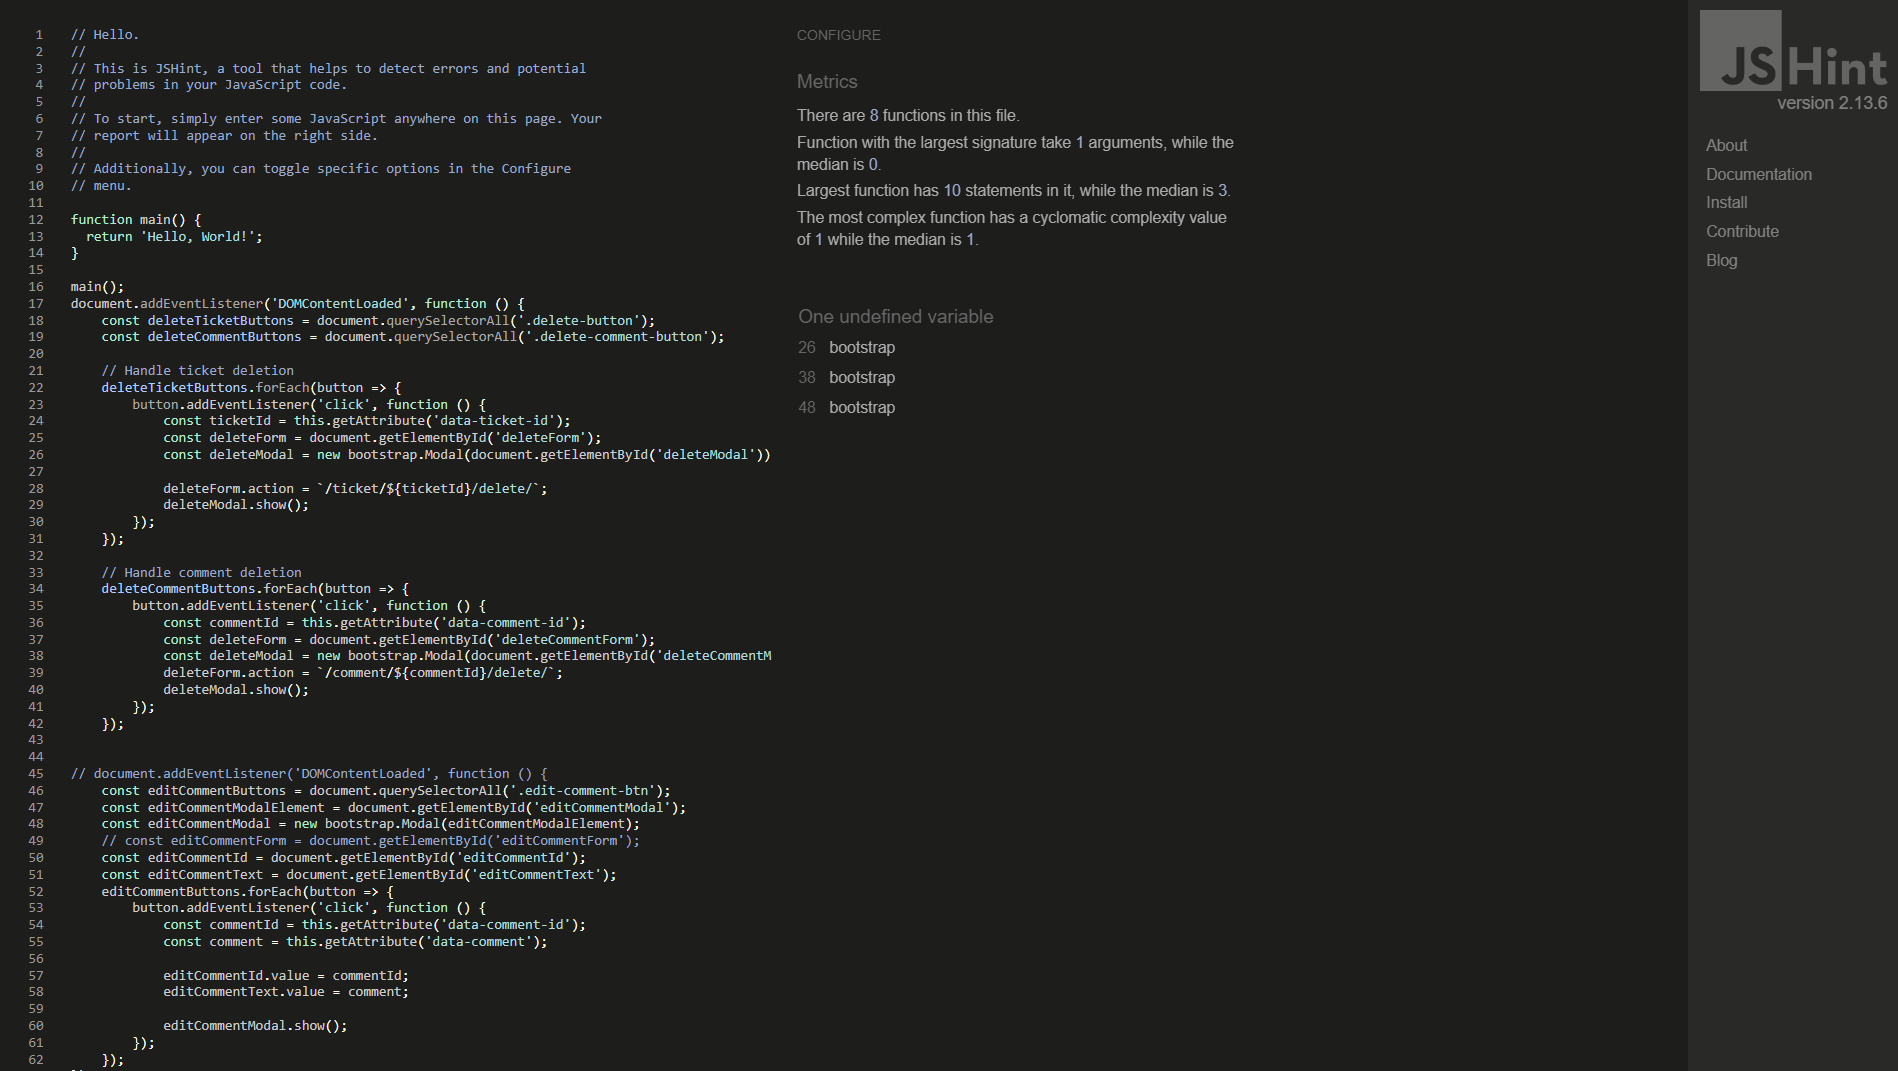 1 // Hello.
2 //
3 // This is JSHint, a tool that helps to detect errors and potential
4 // problems in your JavaScript code.
5 //
6 // To start, simply enter some JavaScript anywhere on this page. Your
7 // report will appear on the right side.
8 //
9 // Additionally, you can toggle specific options in the Configure
10 // menu.
11
12 function main() {
13   return 'Hello, World!';
14 }
15
16 main();
17 document.addEventListener('DOMContentLoaded', function () {
18     const deleteTicketButtons = document.querySelectorAll('.delete-button');
19     const deleteCommentButtons = document.querySelectorAll('.delete-comment-button');
20
21     // Handle ticket deletion
22     deleteTicketButtons.forEach(button => {
23         button.addEventListener('click', function () {
24             const ticketId = this.getAttribute('data-ticket-id');
25             const deleteForm = document.getElementById('deleteForm');
26             const deleteModal = new bootstrap.Modal(document.getElementById('deleteModal'))
27
28             deleteForm.action = `/ticket/${ticketId}/delete/`;
29             deleteModal.show();
30         });
31     });
32
33     // Handle comment deletion
34     deleteCommentButtons.forEach(button => {
35         button.addEventListener('click', function () {
36             const commentId = this.getAttribute('data-comment-id');
37             const deleteForm = document.getElementById('deleteCommentForm');
38             const deleteModal = new bootstrap.Modal(document.getElementById('deleteCommentM
39             deleteForm.action = `/comment/${commentId}/delete/`;
40             deleteModal.show();
41         });
42     });
43
44
45 // document.addEventListener('DOMContentLoaded', function () {
46     const editCommentButtons = document.querySelectorAll('.edit-comment-btn');
47     const editCommentModalElement = document.getElementById('editCommentModal');
48     const editCommentModal = new bootstrap.Modal(editCommentModalElement);
49     // const editCommentForm = document.getElementById('editCommentForm');
50     const editCommentId = document.getElementById('editCommentId');
51     const editCommentText = document.getElementById('editCommentText');
52     editCommentButtons.forEach(button => {
53         button.addEventListener('click', function () {
54             const commentId = this.getAttribute('data-comment-id');
55             const comment = this.getAttribute('data-comment');
56
57             editCommentId.value = commentId;
58             editCommentText.value = comment;
59
60             editCommentModal.show();
61         });
62     });
CONFIGURE
Metrics
There are 8 functions in this file.
Function with the largest signature take 1 arguments, while the
median is 0.
Largest function has 10 statements in it, while the median is 3.
The most complex function has a cyclomatic complexity value
of 1 while the median is 1.
One undefined variable
26 bootstrap
38 bootstrap
48 bootstrap
JSHint
version 2.13.6
About
Documentation
Install
Contribute
Blog